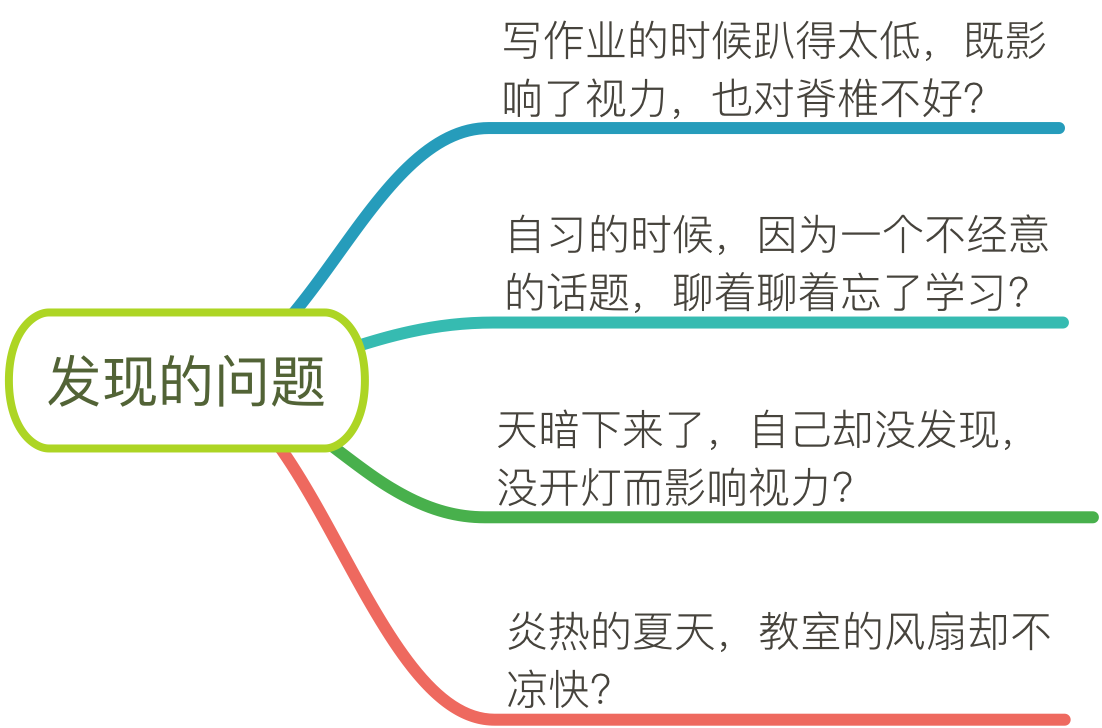 写作业的时候趴得太低，既影
响了视力，也对脊椎不好?
自习的时候，因为一个不经意
的话题，聊着聊着忘了学习?
发现的问题
天暗下来了，自己却没发现，
没开灯而影响视力?
炎热的夏天，教室的风扇却不
凉快?